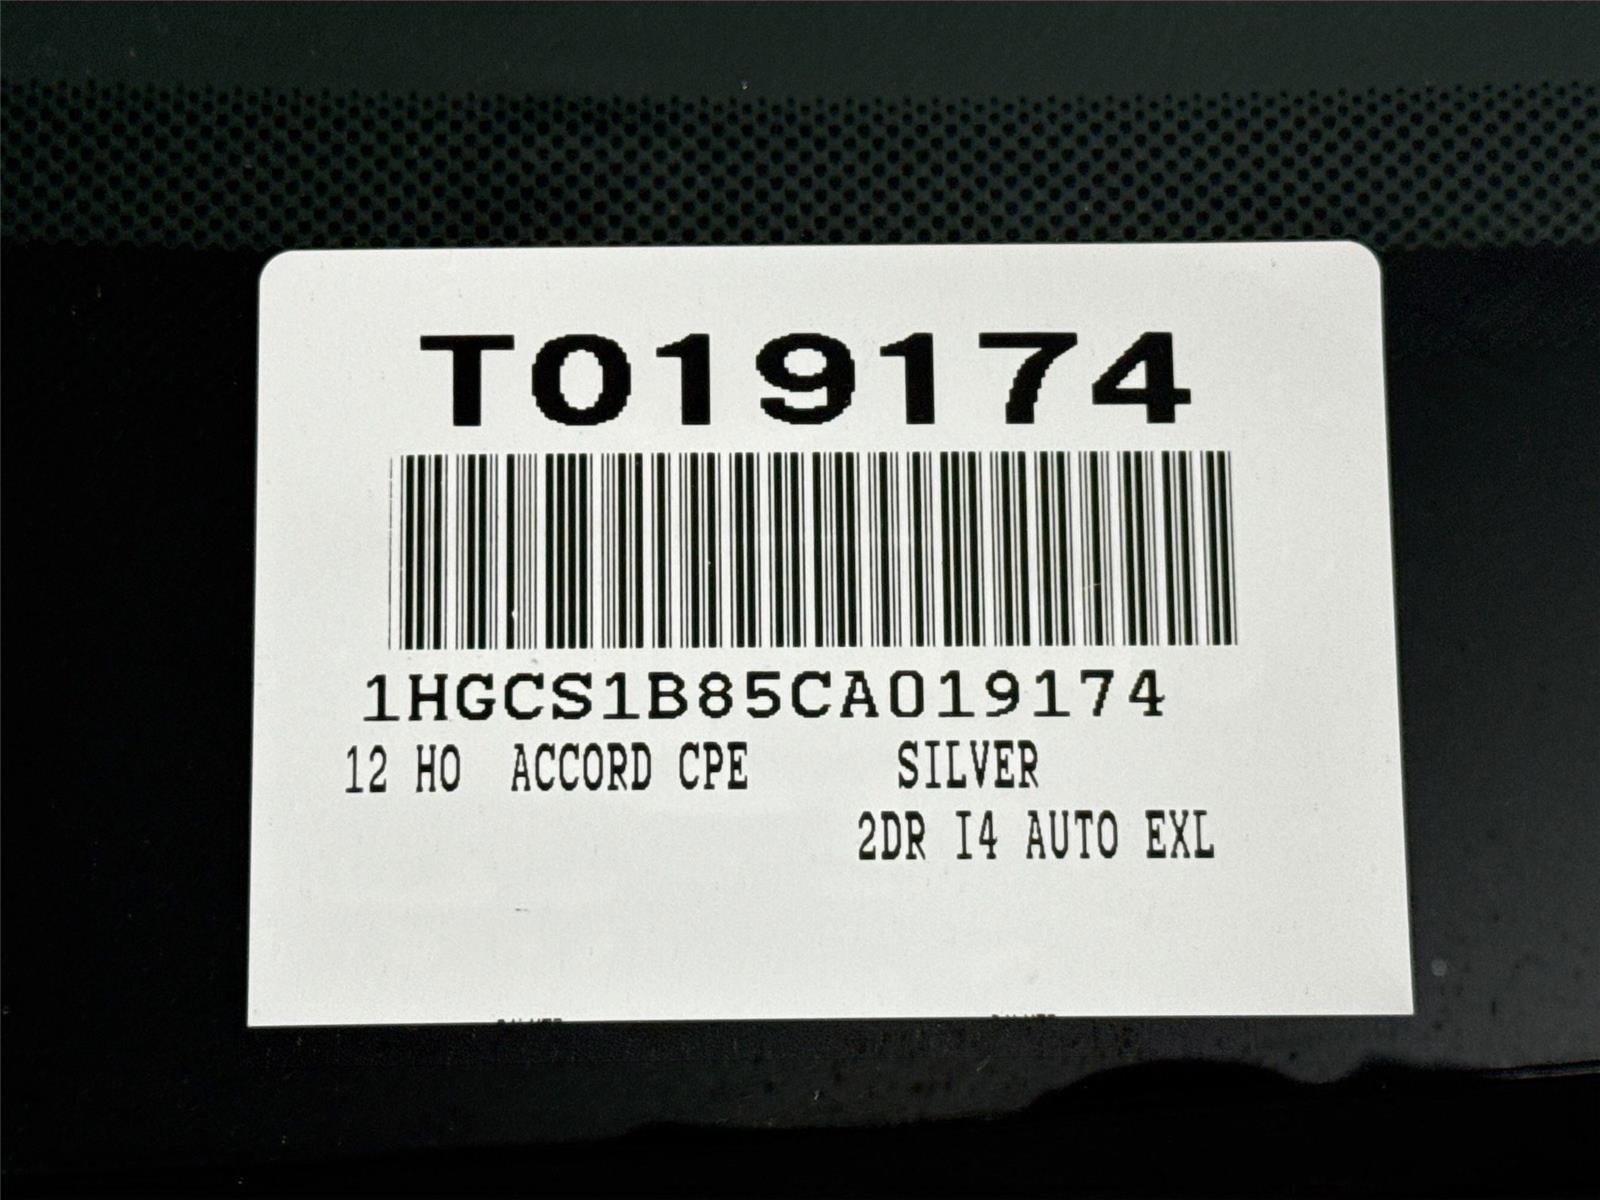 T019174
1HGCS1B85CA019174
12 HO ACCORD CPE SILVER
2DR I4 AUTO EXL